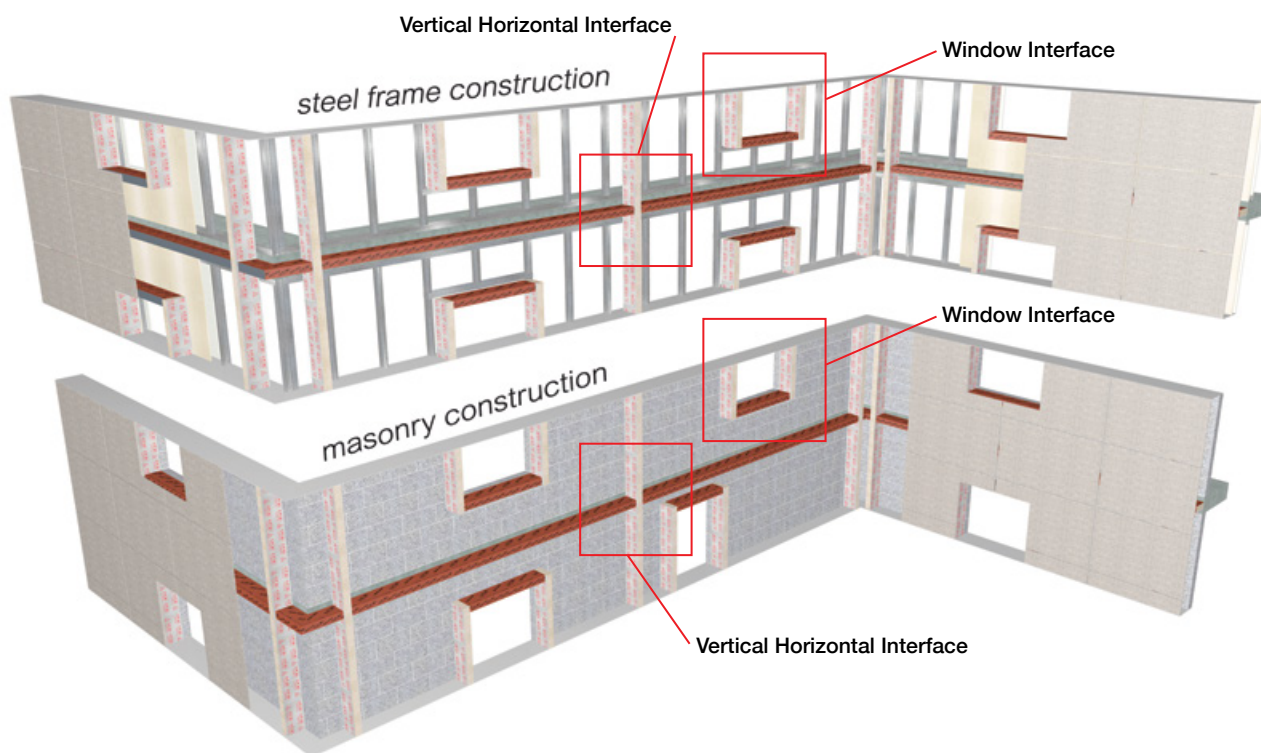 Vertical Horizontal Interface
Window Interface
steel frame construction
Window Interface
masonry construction
Vertical Horizontal Interface